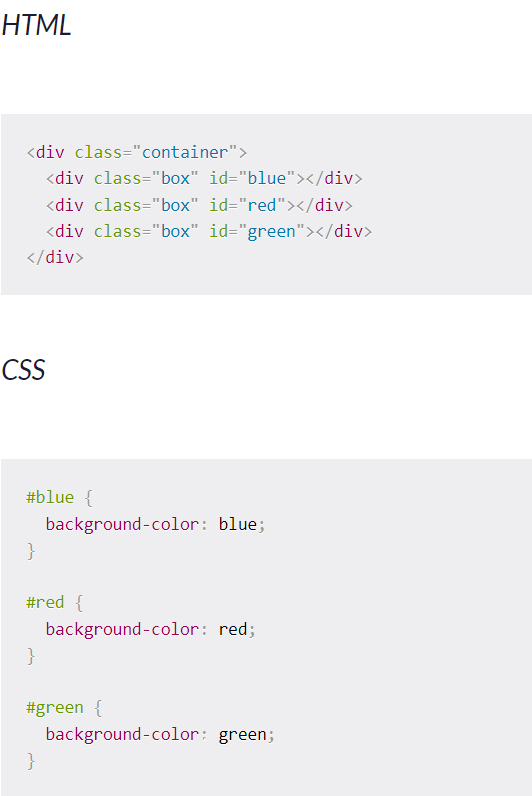 HTML
<div class="container">
  <div class="box" id="blue"></div>
  <div class="box" id="red"></div>
  <div class="box" id="green"></div>
</div>
CSS
#blue {
  background-color: blue;
}
#red {
  background-color: red;
}
#green {
  background-color: green;
}